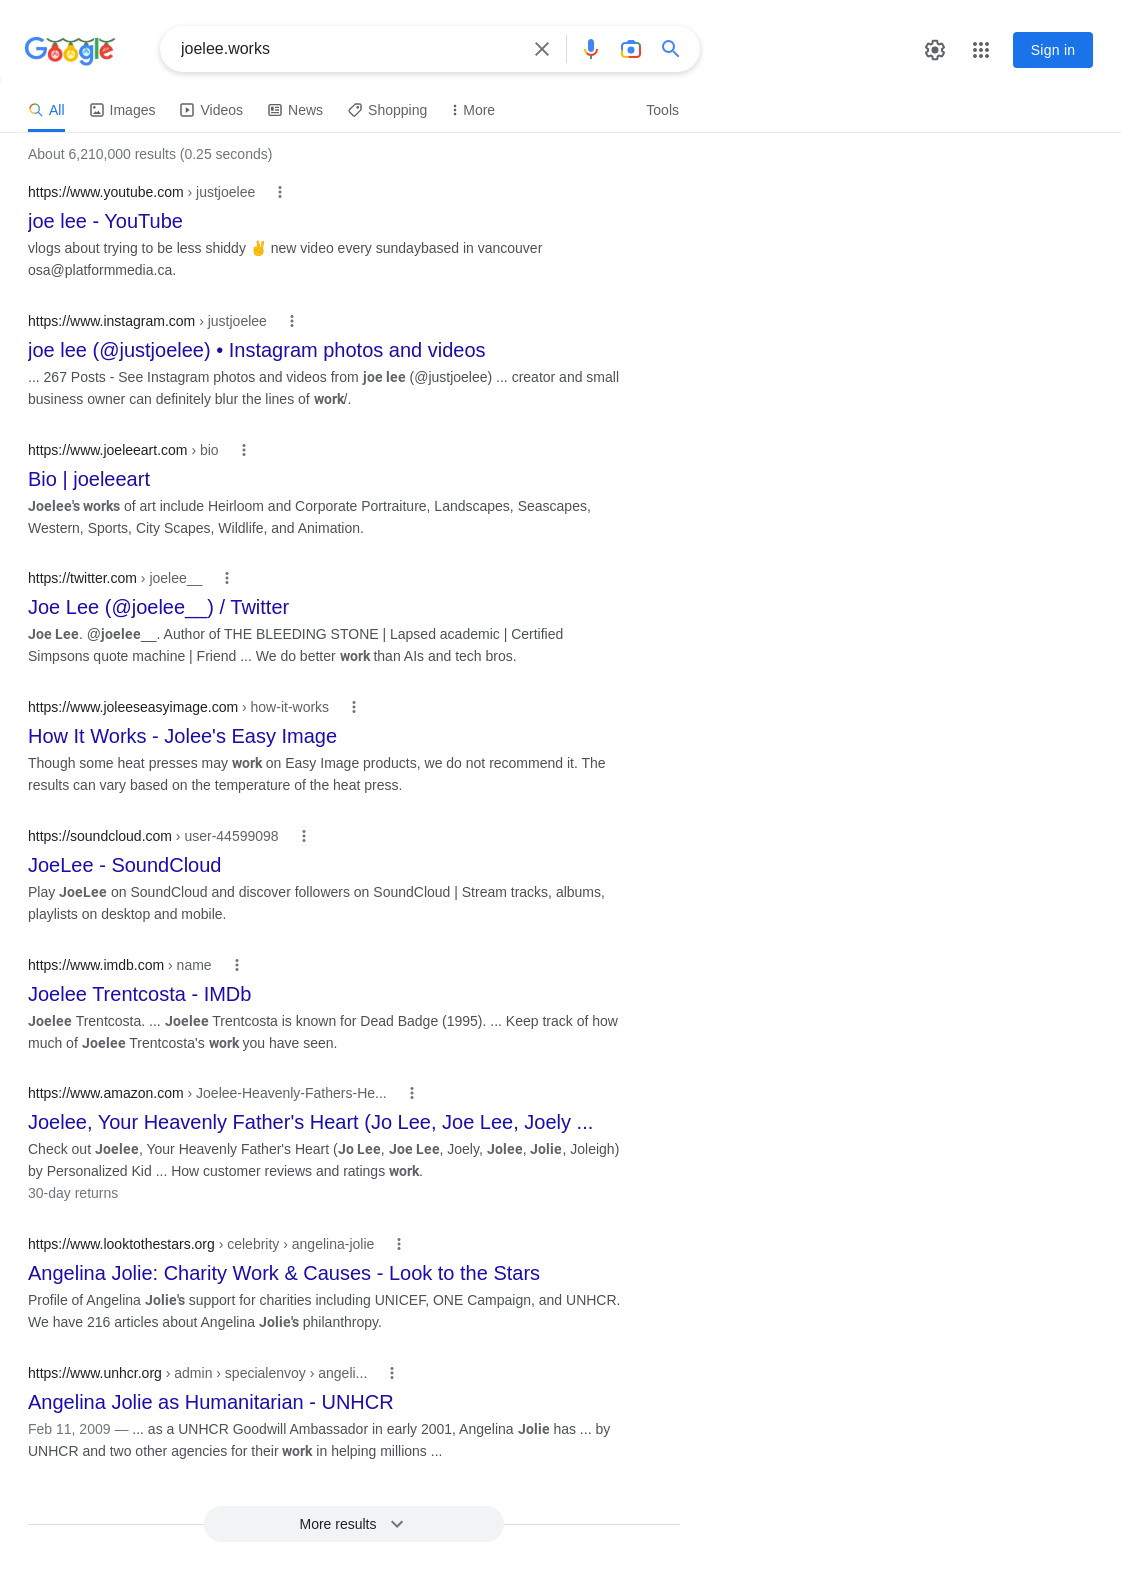 Google
joelee.works
Sign in
All Images Videos News Shopping More Tools
About 6,210,000 results (0.25 seconds)
https://www.youtube.com › justjoelee
joe lee - YouTube
vlogs about trying to be less shiddy ✌ new video every sundaybased in vancouver
osa@platformmedia.ca.
https://www.instagram.com › justjoelee
joe lee (@justjoelee) • Instagram photos and videos
... 267 Posts - See Instagram photos and videos from joe lee (@justjoelee) ... creator and small
business owner can definitely blur the lines of work/.
https://www.joeleeart.com › bio
Bio | joeleeart
Joelee's works of art include Heirloom and Corporate Portraiture, Landscapes, Seascapes,
Western, Sports, City Scapes, Wildlife, and Animation.
https://twitter.com › joelee__
Joe Lee (@joelee__) / Twitter
Joe Lee. @joelee__. Author of THE BLEEDING STONE | Lapsed academic | Certified
Simpsons quote machine | Friend ... We do better work than AIs and tech bros.
https://www.joleeseasyimage.com › how-it-works
How It Works - Jolee's Easy Image
Though some heat presses may work on Easy Image products, we do not recommend it. The
results can vary based on the temperature of the heat press.
https://soundcloud.com › user-44599098
JoeLee - SoundCloud
Play JoeLee on SoundCloud and discover followers on SoundCloud | Stream tracks, albums,
playlists on desktop and mobile.
https://www.imdb.com › name
Joelee Trentcosta - IMDb
Joelee Trentcosta. ... Joelee Trentcosta is known for Dead Badge (1995). ... Keep track of how
much of Joelee Trentcosta's work you have seen.
https://www.amazon.com › Joelee-Heavenly-Fathers-He...
Joelee, Your Heavenly Father's Heart (Jo Lee, Joe Lee, Joely ...
Check out Joelee, Your Heavenly Father's Heart (Jo Lee, Joe Lee, Joely, Jolee, Jolie, Joleigh)
by Personalized Kid ... How customer reviews and ratings work.
30-day returns
https://www.looktothestars.org › celebrity › angelina-jolie
Angelina Jolie: Charity Work & Causes - Look to the Stars
Profile of Angelina Jolie's support for charities including UNICEF, ONE Campaign, and UNHCR.
We have 216 articles about Angelina Jolie's philanthropy.
https://www.unhcr.org › admin › specialenvoy › angeli...
Angelina Jolie as Humanitarian - UNHCR
Feb 11, 2009 — ... as a UNHCR Goodwill Ambassador in early 2001, Angelina Jolie has ... by
UNHCR and two other agencies for their work in helping millions ...
More results